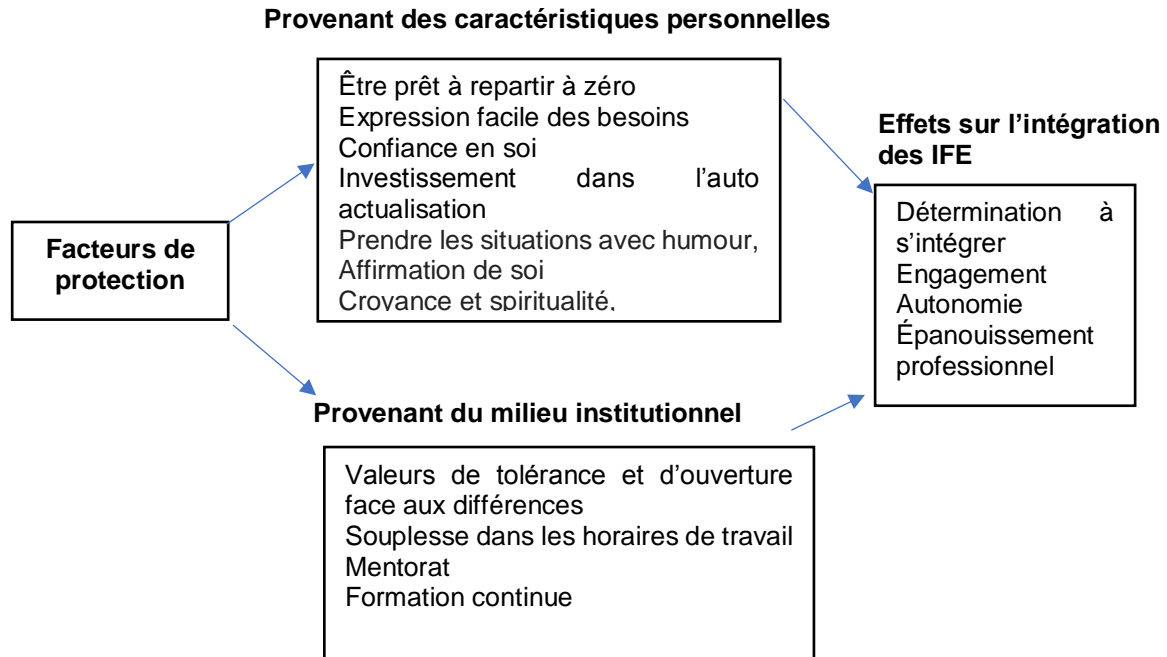 Provenant des caractéristiques personnelles
Être prêt à repartir à zéro
Expression facile des besoins
Confiance en soi
Investissement dans l’auto
actualisation
Prendre les situations avec humour,
Affirmation de soi
Croyance et spiritualité,
Effets sur l’intégration
des IFE
Détermination à
s’intégrer
Engagement
Autonomie
Épanouissement
professionnel
Facteurs de
protection
Provenant du milieu institutionnel
Valeurs de tolérance et d’ouverture
face aux différences
Souplesse dans les horaires de travail
Mentorat
Formation continue